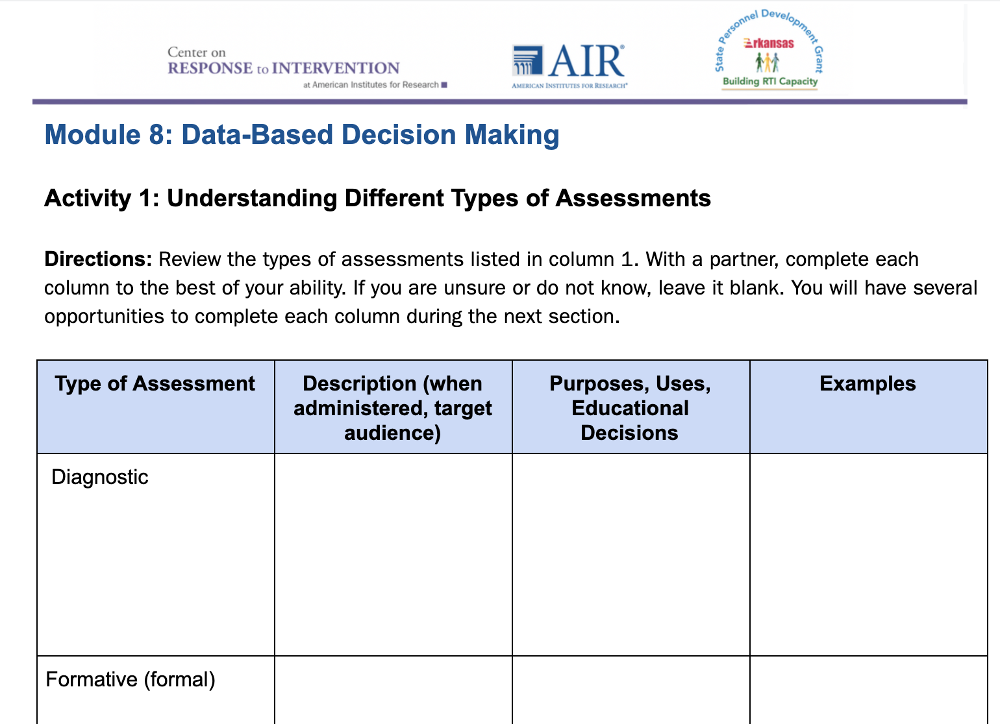 Center on
RESPONSE to INTERVENTION
at American Institutes for Research
AIR®
AMERICAN INSTITUTES FOR RESEARCH®
State Personnel Development Grant
Arkansas
Building RTI Capacity
Module 8: Data-Based Decision Making
Activity 1: Understanding Different Types of Assessments
Directions: Review the types of assessments listed in column 1. With a partner, complete each
column to the best of your ability. If you are unsure or do not know, leave it blank. You will have several
opportunities to complete each column during the next section.
Type of Assessment
Description (when
administered, target
audience)
Purposes, Uses,
Educational
Decisions
Examples
Diagnostic
Formative (formal)